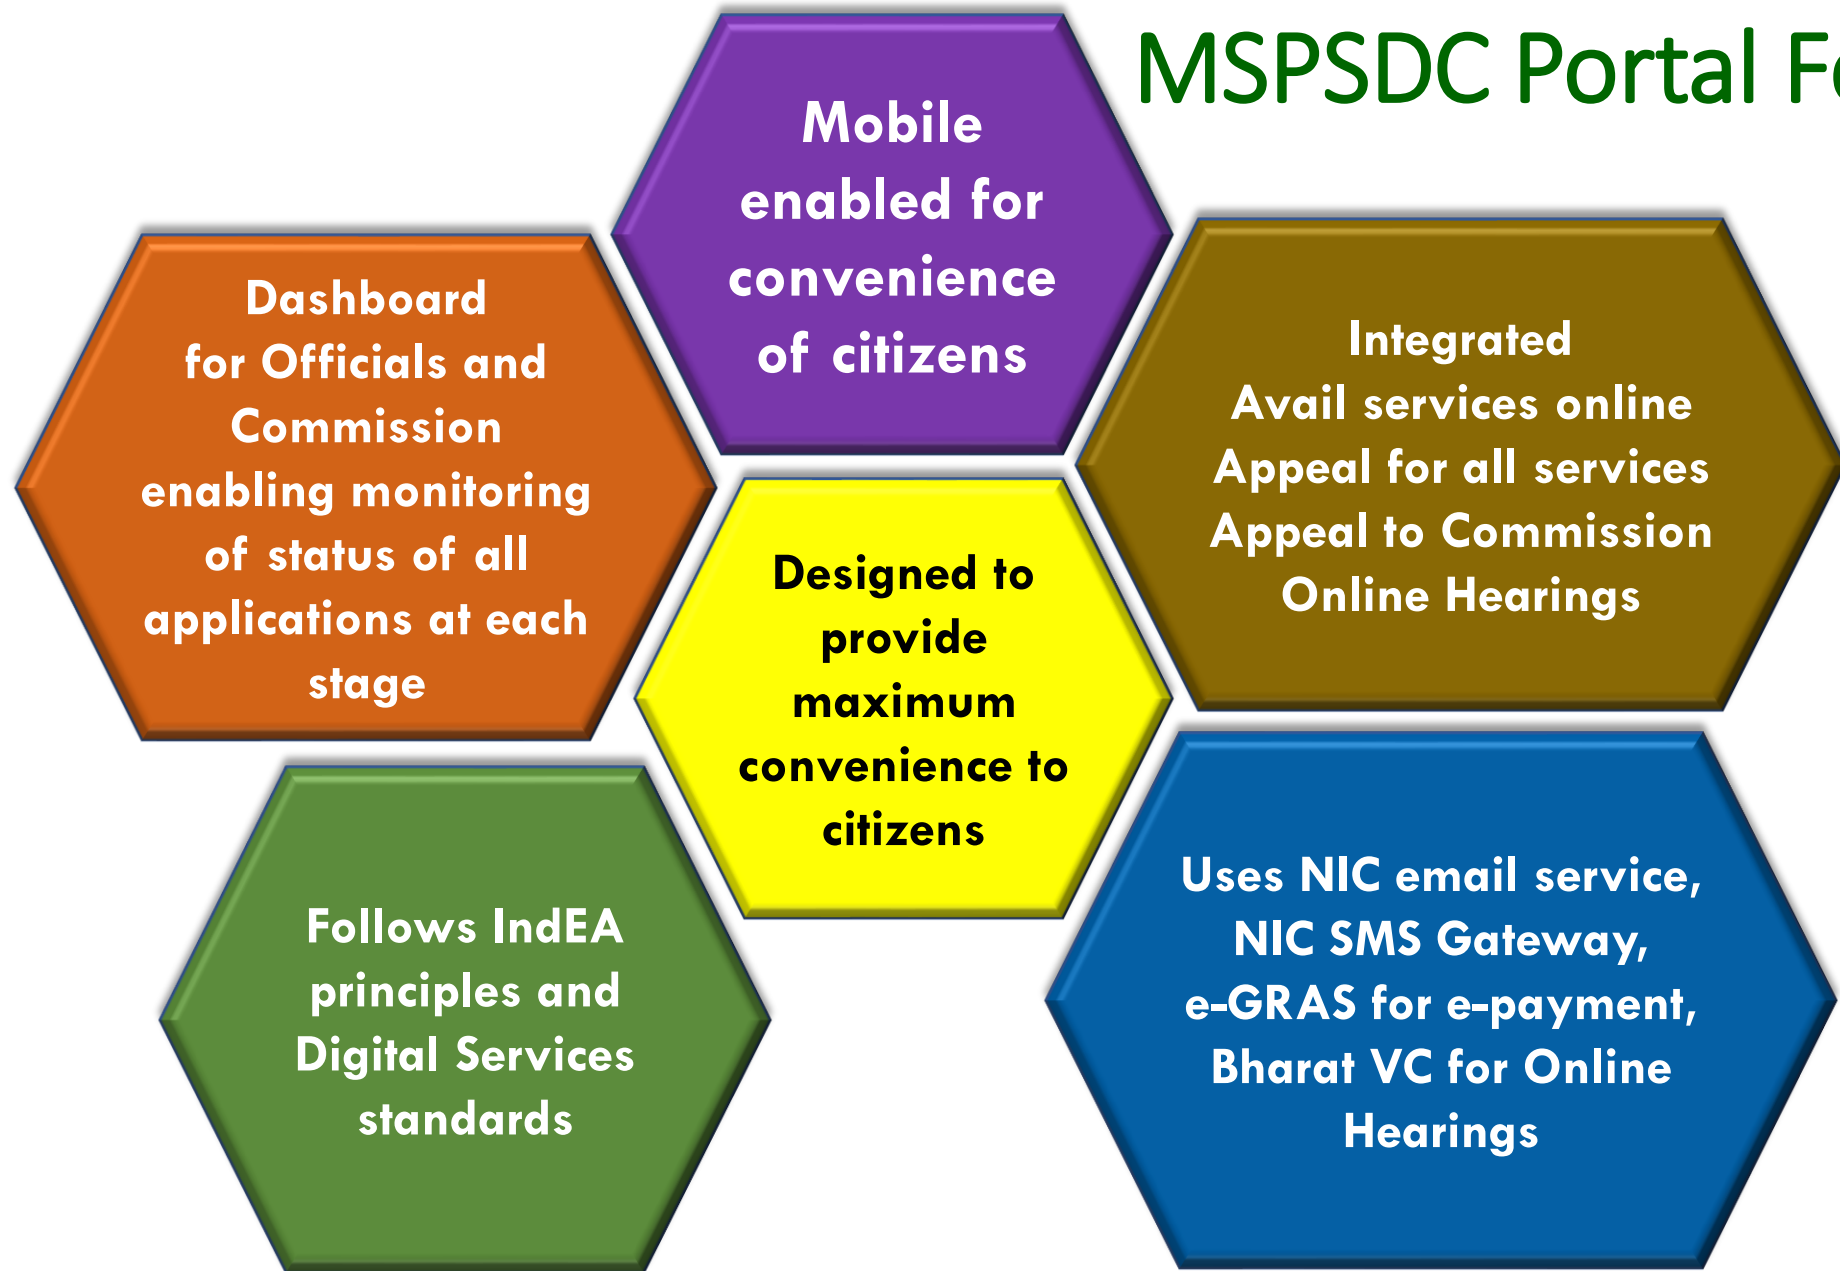 MSPSDC Portal
Mobile
enabled for
convenience
of citizens
Dashboard
for Officials and
Commission
enabling monitoring
of status of all
applications at each
stage
Integrated
Avail services online
Appeal for all services
Appeal to Commission
Online Hearings
Designed to
provide
maximum
convenience to
citizens
Follows IndEA
principles and
Digital Services
standards
Uses NIC email service,
NIC SMS Gateway,
e-GRAS for e-payment,
Bharat VC for Online
Hearings